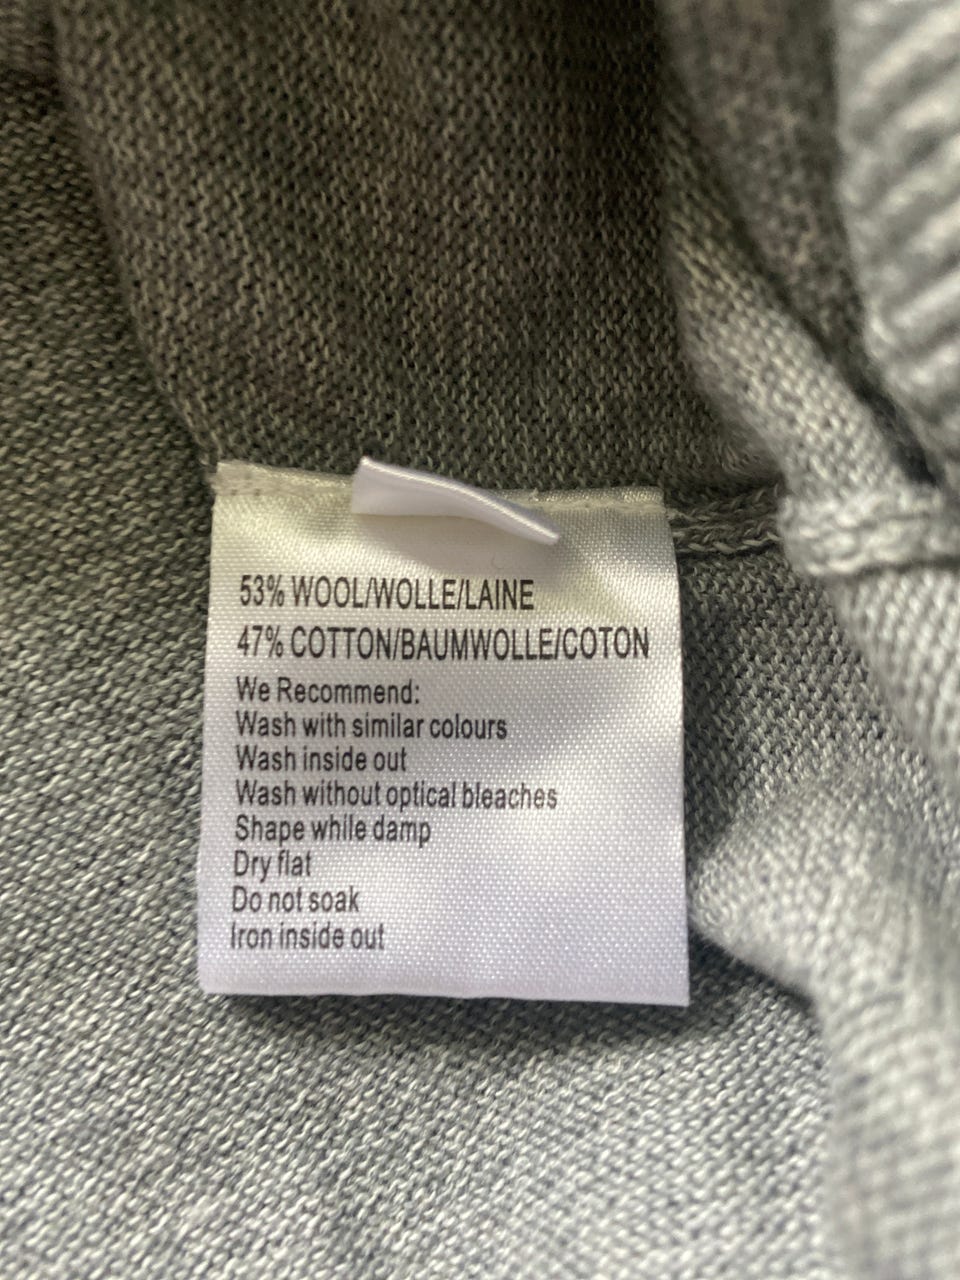 53% WOOL/WOLLE/LAINE
47% COTTON/BAUMWOLLE/COTON
We Recommend:
Wash with similar colours
Wash inside out
Wash without optical bleaches
Shape while damp
Dry flat
Do not soak
Iron inside out